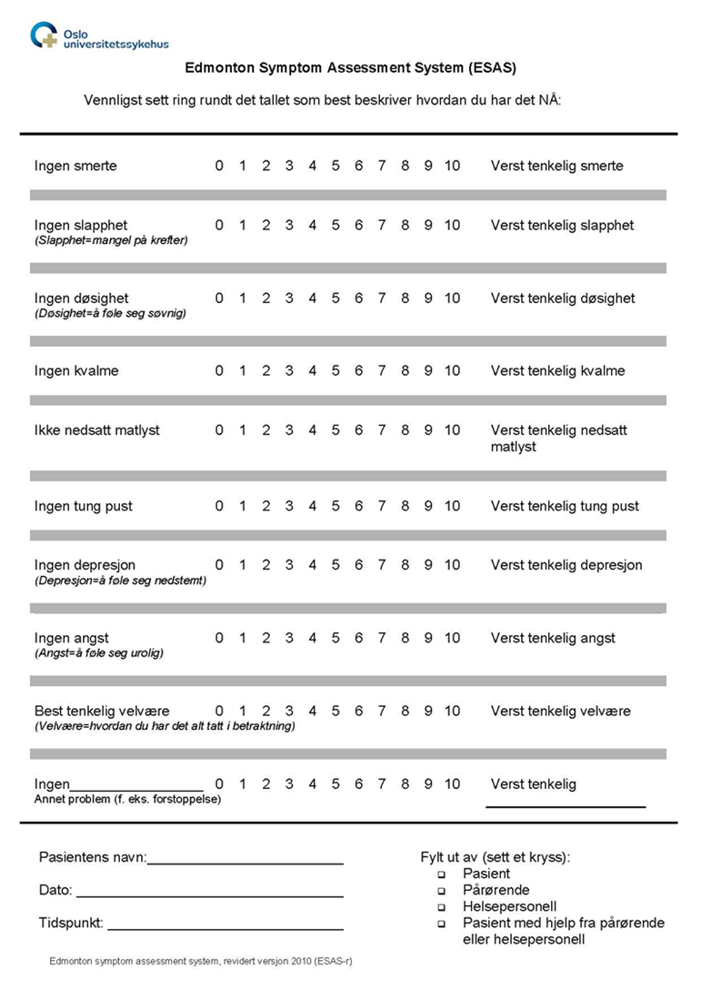 Oslo
universitetssykehus
Edmonton Symptom Assessment System (ESAS)
Vennligst sett ring rundt det tallet som best beskriver hvordan du har det NÅ:
Ingen smerte 0 1 2 3 4 5 6 7 8 9 10 Verst tenkelig smerte
Ingen slapphet 0 1 2 3 4 5 6 7 8 9 10 Verst tenkelig slapphet
(Slapphet=mangel på krefter)
Ingen døsighet 0 1 2 3 4 5 6 7 8 9 10 Verst tenkelig døsighet
(Døsighet=å føle seg søvnig)
Ingen kvalme 0 1 2 3 4 5 6 7 8 9 10 Verst tenkelig kvalme
Ikke nedsatt matlyst 0 1 2 3 4 5 6 7 8 9 10 Verst tenkelig nedsatt
matlyst
Ingen tung pust 0 1 2 3 4 5 6 7 8 9 10 Verst tenkelig tung pust
Ingen depresjon 0 1 2 3 4 5 6 7 8 9 10 Verst tenkelig depresjon
(Depresjon=å føle seg nedstemt)
Ingen angst 0 1 2 3 4 5 6 7 8 9 10 Verst tenkelig angst
(Angst=å føle seg urolig)
Best tenkelig velvære 0 1 2 3 4 5 6 7 8 9 10 Verst tenkelig velvære
(Velvære=hvordan du har det alt tatt i betraktning)
Ingen_________________ 0 1 2 3 4 5 6 7 8 9 10 Verst tenkelig
Annet problem (f. eks. forstoppelse) ____________________
Pasientens navn:_________________________
Dato: __________________________________
Tidspunkt: ______________________________
Fylt ut av (sett et kryss):
❑ Pasient
❑ Pårørende
❑ Helsepersonell
❑ Pasient med hjelp fra pårørende
eller helsepersonell
Edmonton symptom assessment system, revidert versjon 2010 (ESAS-r)